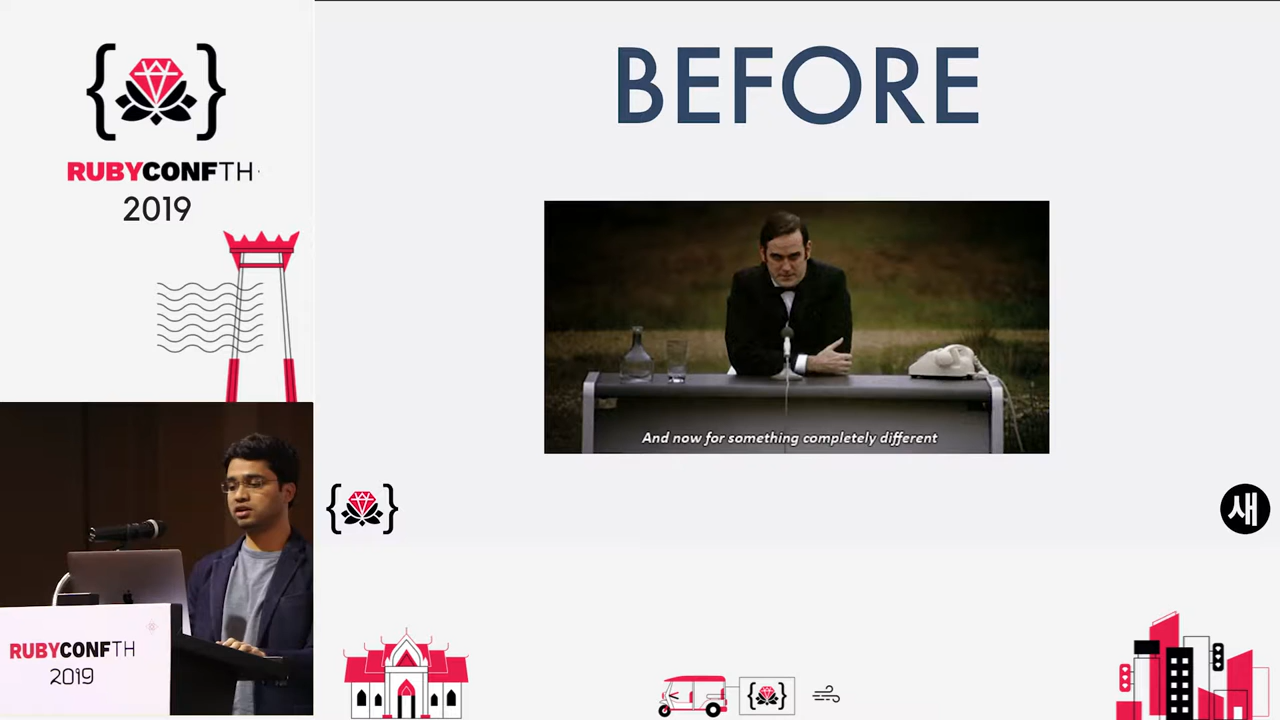 RUBYCONFTH
2019
BEFORE
And now for something completely different
새
RUBYCONFTH
2019